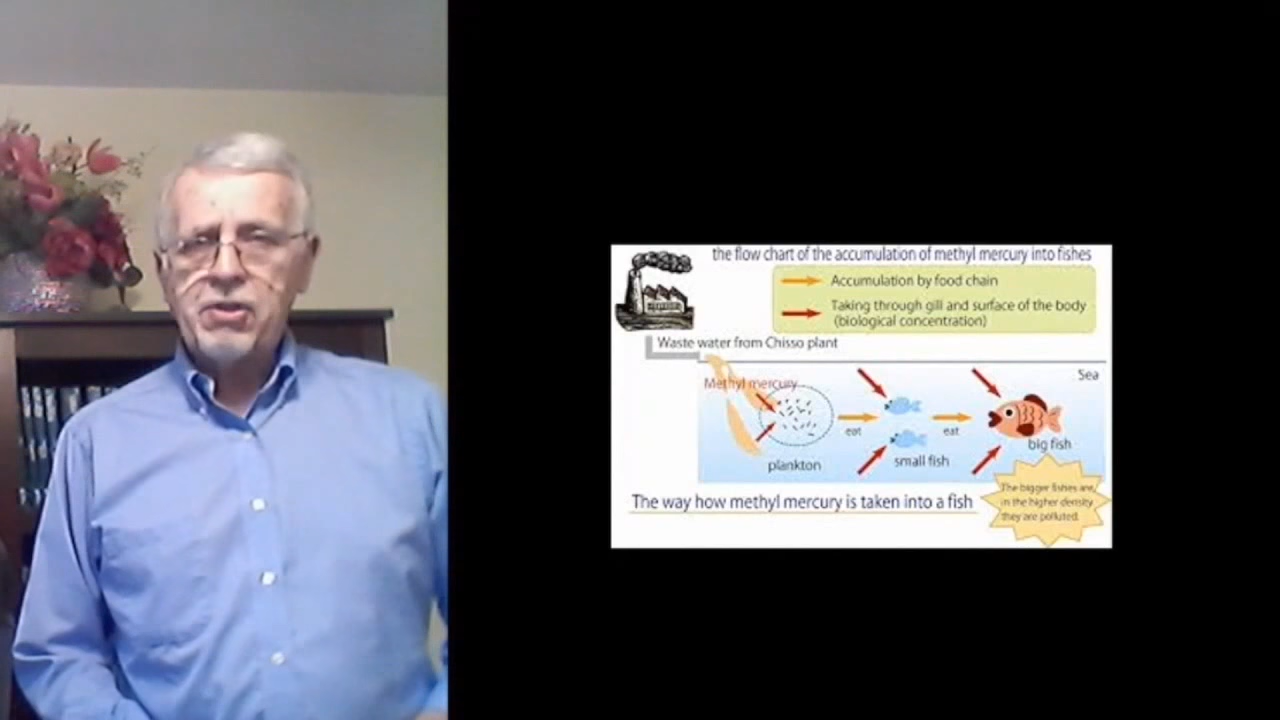 the flow chart of the accumulation of methyl mercury into fishes
Accumulation by food chain
Taking through gill and surface of the body
(biological concentration)
Waste water from Chisso plant
Sea
Methyl mercury
eat
eat
big fish
plankton
small fish
The bigger fishes are,
in the higher density
they are polluted.
The way how methyl mercury is taken into a fish